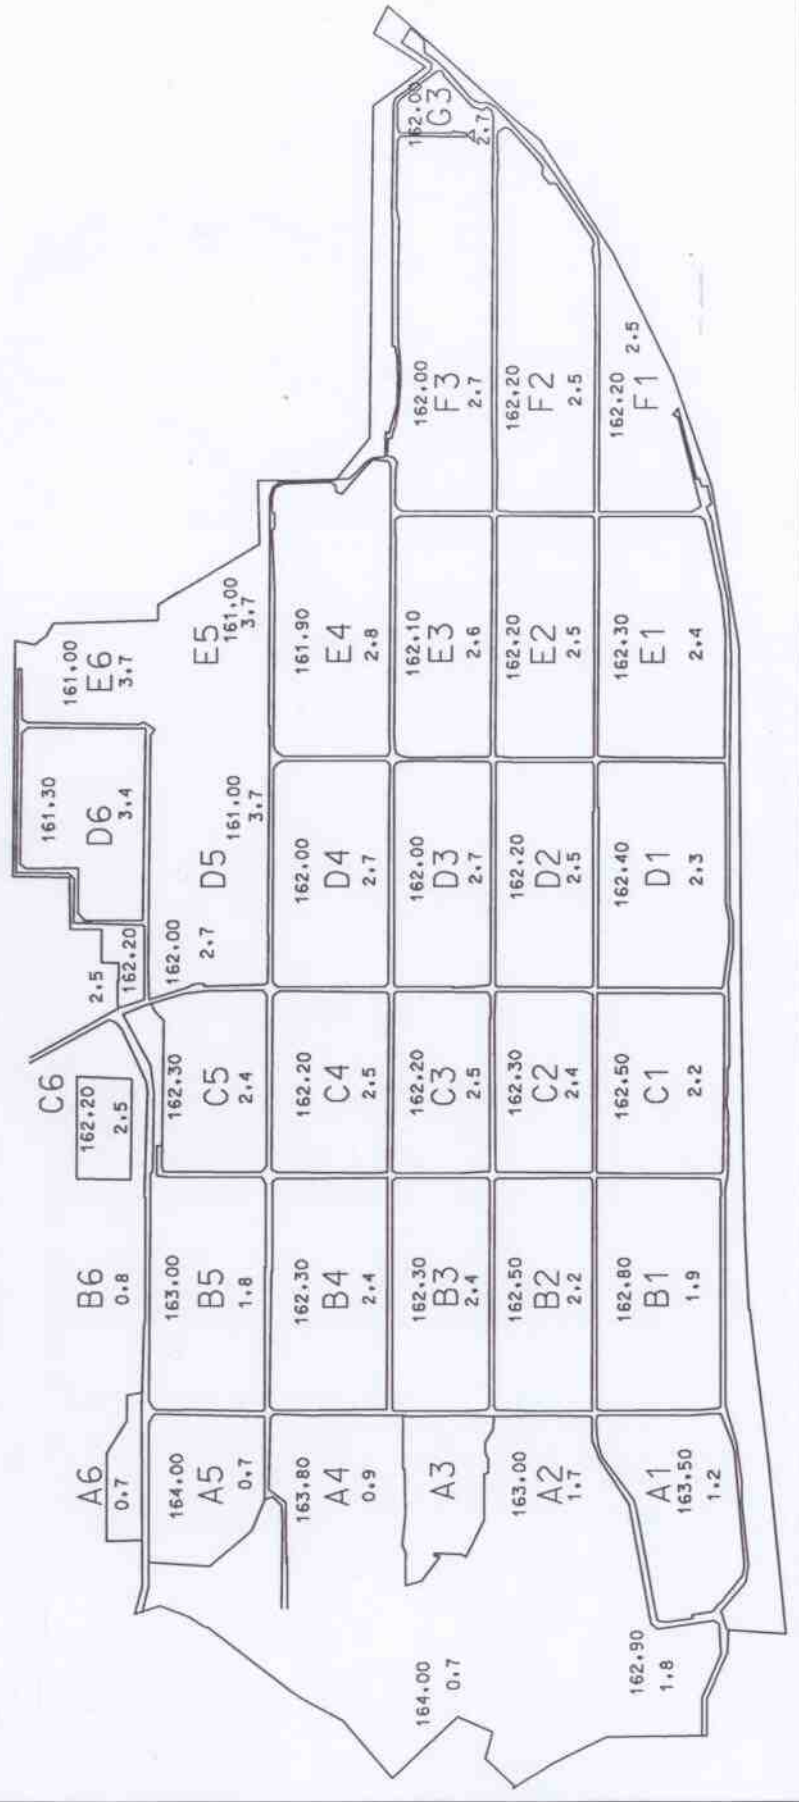 A6
0.7
B6
0.8
C6
162.20
2.5
2.5
162.20
161.30
D6
3.4
161.00
E6
3.7
164.00
A5
0.7
163.00
B5
1.8
162.30
C5
2.4
162.00
2.7
D5
161.00
3.7
E5
161.00
3.7
163.80
A4
0.9
162.30
B4
2.4
162.20
C4
2.5
162.00
D4
2.7
161.90
E4
2.8
164.00
0.7
A3
162.30
B3
2.4
162.20
C3
2.5
162.00
D3
2.7
162.10
E3
2.6
162.00
F3
2.7
162.00
G3
2.7
163.00
A2
1.7
162.50
B2
2.2
162.30
C2
2.4
162.20
D2
2.5
162.20
E2
2.5
162.20
F2
2.5
162.90
1.8
A1
163.50
1.2
162.80
B1
1.9
162.50
C1
2.2
162.40
D1
2.3
162.30
E1
2.4
162.20
F1
2.5